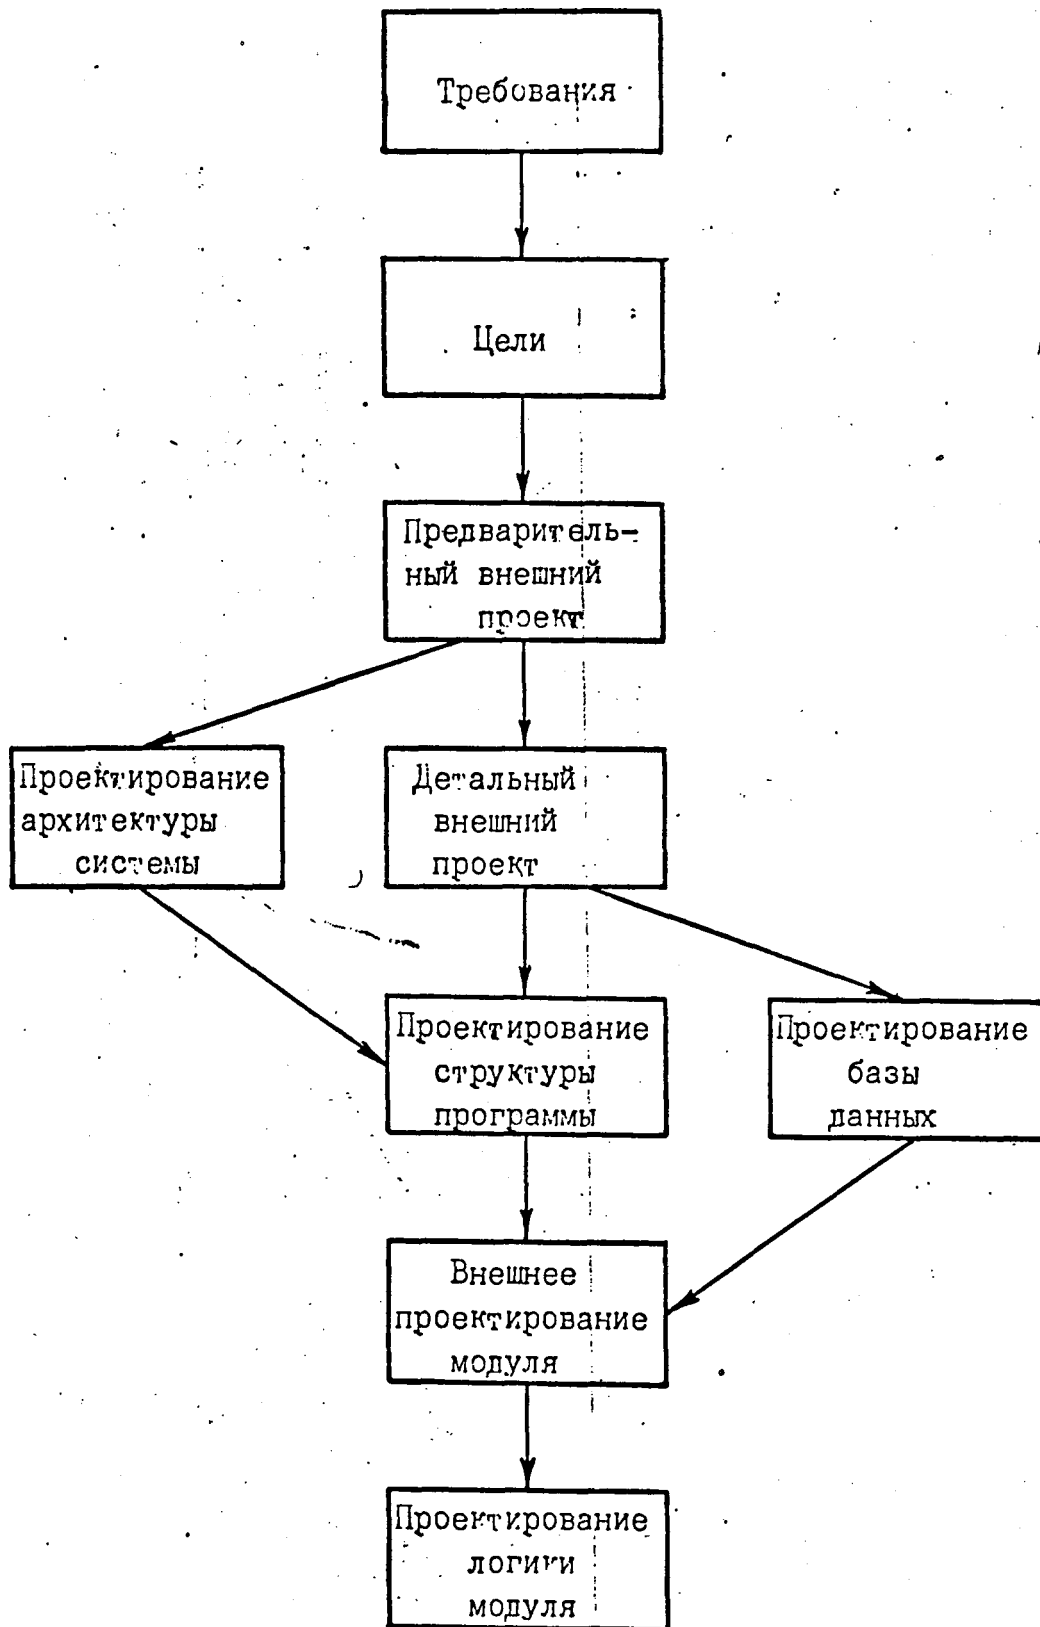 Требования
Цели
Предваритель-
ный внешний
проект
Проектирование
архитектуры
системы
Детальный
внешний
проект
Проектирование
структуры
программы
Проектирование
базы
данных
Внешнее
проектирование
модуля
Проектирование
логики
модуля